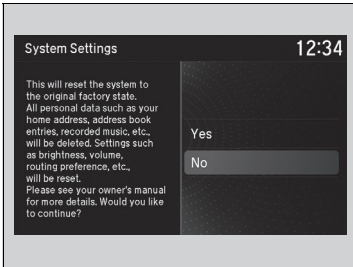 System Settings
12:34
This will reset the system to
the original factory state.
All personal data such as your
home address, address book
entries, recorded music, etc.,
will be deleted. Settings such
as brightness, volume,
routing preference, etc.,
will be reset.
Please see your owner's manual
for more details. Would you like
to continue?
Yes
No